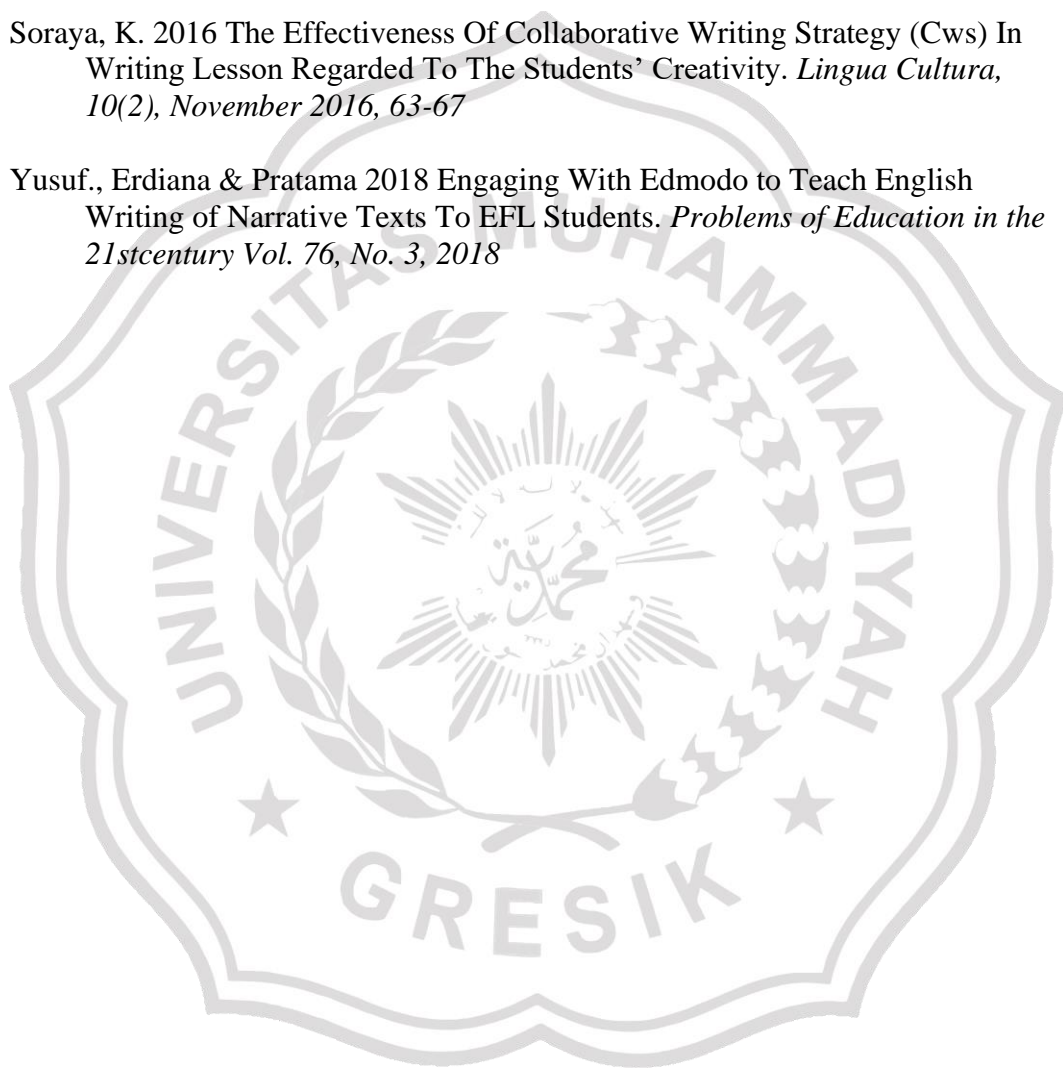 Soraya, K. 2016 The Effectiveness Of Collaborative Writing Strategy (Cws) In
Writing Lesson Regarded To The Students’ Creativity. Lingua Cultura,
10(2), November 2016, 63-67
Yusuf., Erdiana & Pratama 2018 Engaging With Edmodo to Teach English
Writing of Narrative Texts To EFL Students. Problems of Education in the
21stcentury Vol. 76, No. 3, 2018
UNIVERSITAS MUHAMMADIYAH
محمد
GRESIK